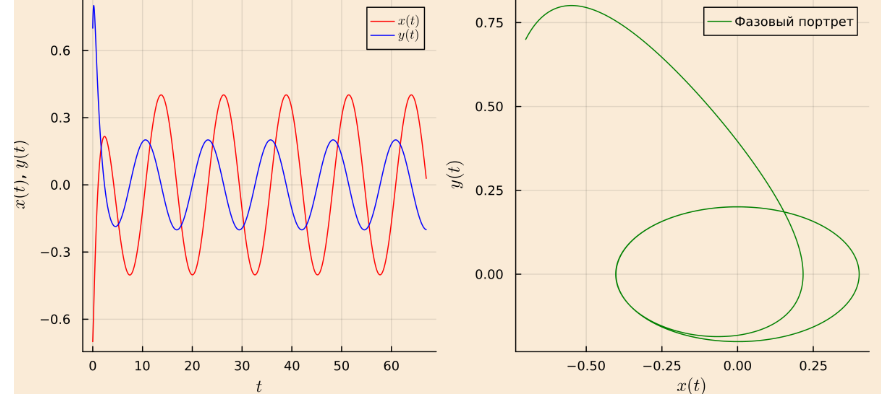 x(t)
y(t)
0.6
0.3
0.0
−0.3
−0.6
x(t), y(t)
0 10 20 30 40 50 60
t
Фазовый портрет
0.75
0.50
0.25
0.00
y(t)
−0.50 −0.25 0.00 0.25
x(t)